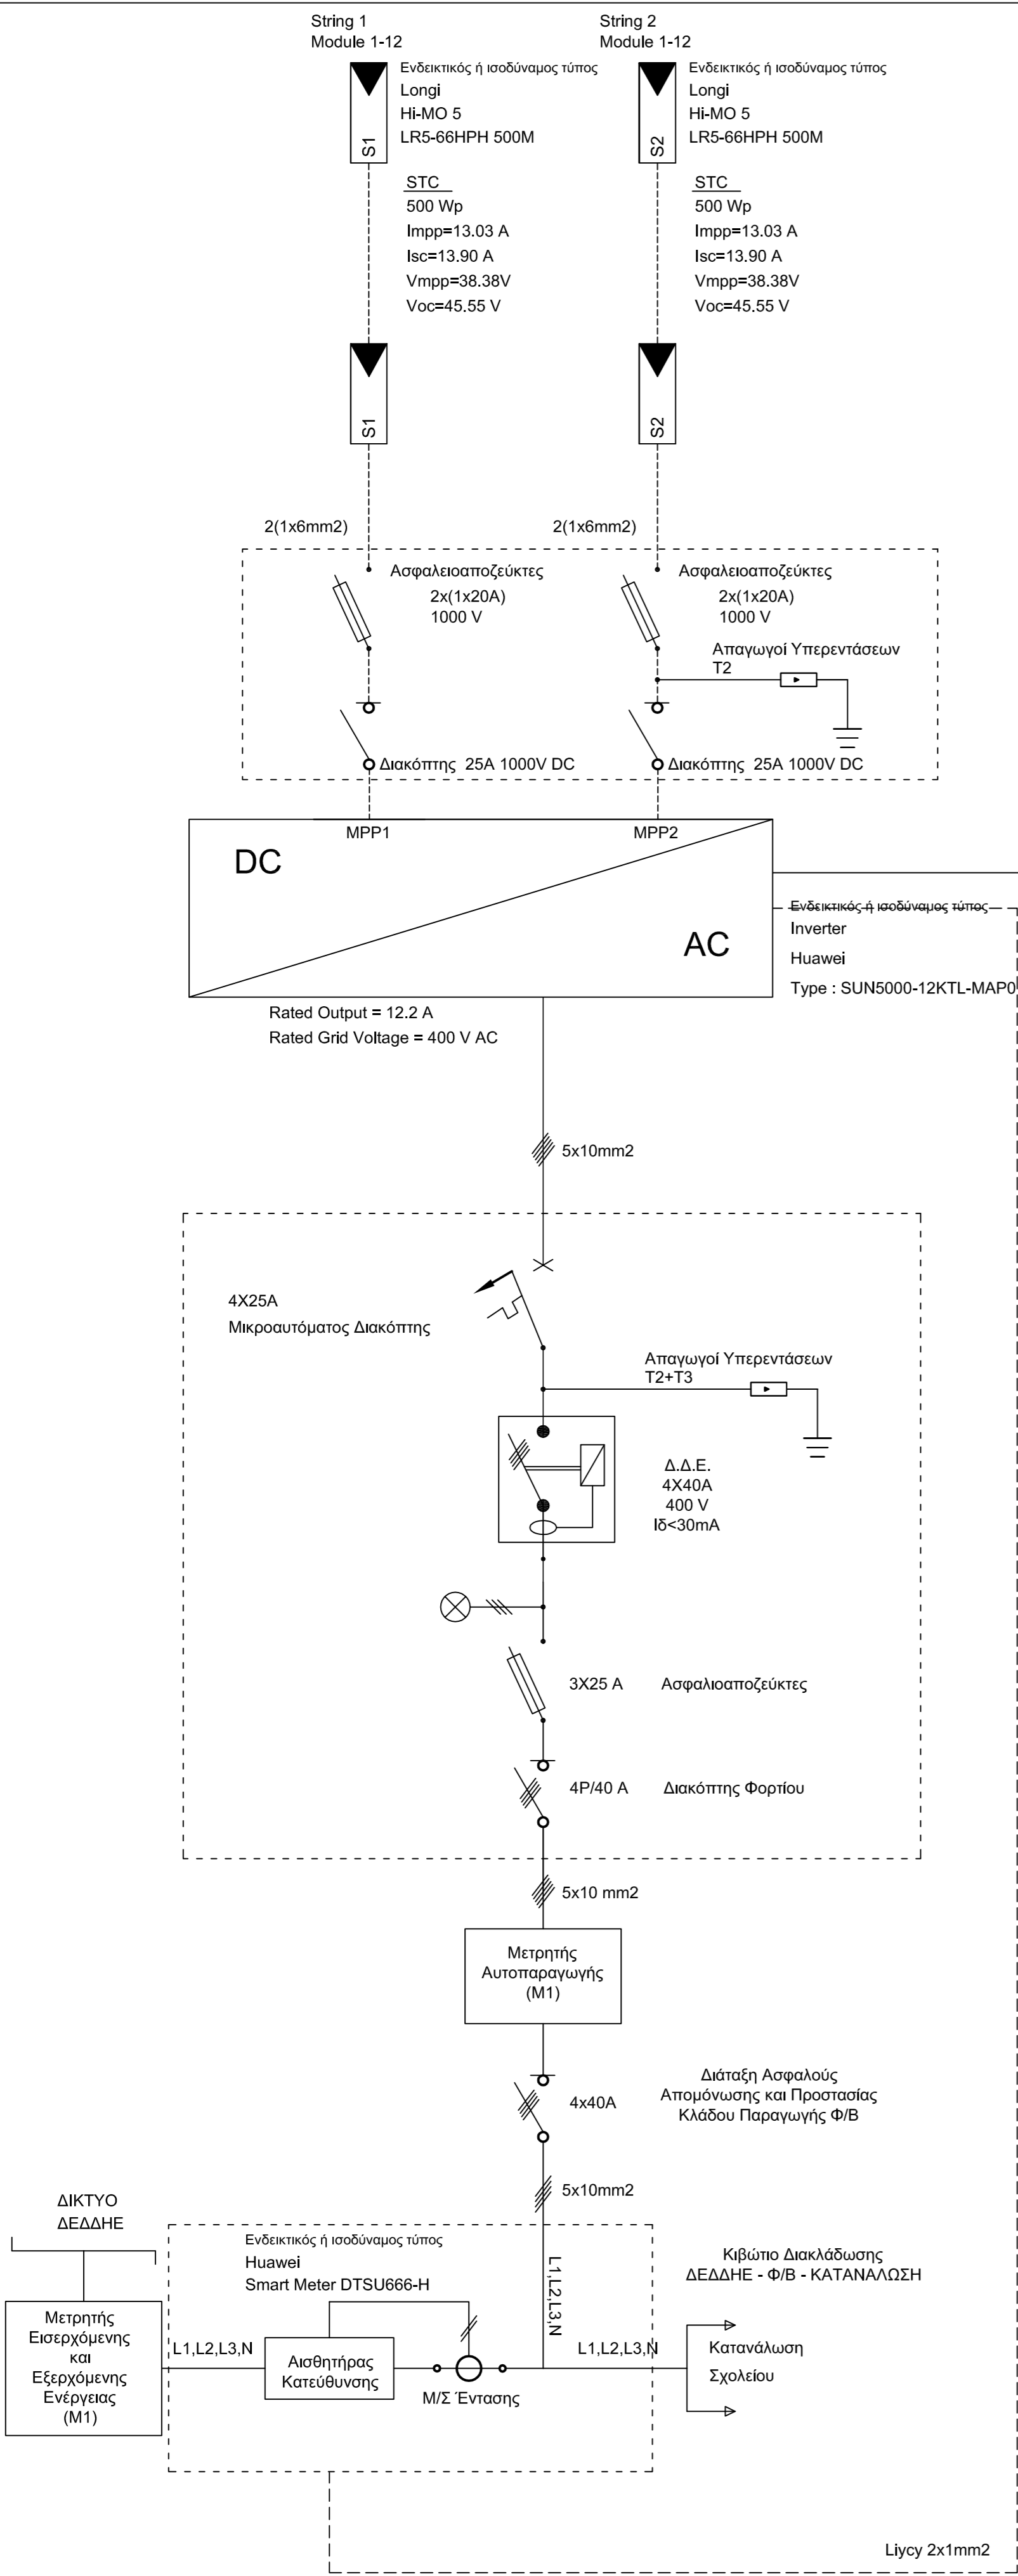 String 1
Module 1-12
Ενδεικτικός ή ισοδύναμος τύπος
Longi
Hi-MO 5
LR5-66HPH 500M
S1
STC
500 Wp
Impp=13.03 A
Isc=13.90 A
Vmpp=38.38V
Voc=45.55 V
S1
String 2
Module 1-12
Ενδεικτικός ή ισοδύναμος τύπος
Longi
Hi-MO 5
LR5-66HPH 500M
S2
STC
500 Wp
Impp=13.03 A
Isc=13.90 A
Vmpp=38.38V
Voc=45.55 V
S2
2(1x6mm2)
2(1x6mm2)
Ασφαλειοαποζεύκτες
2x(1x20A)
1000 V
Ασφαλειοαποζεύκτες
2x(1x20A)
1000 V
Απαγωγοί Υπερεντάσεων
T2
Διακόπτης 25A 1000V DC
Διακόπτης 25A 1000V DC
MPP1
MPP2
DC
AC
Ενδεικτικός ή ισοδύναμος τύπος
Inverter
Huawei
Type : SUN5000-12KTL-MAP0
Rated Output = 12.2 A
Rated Grid Voltage = 400 V AC
5x10mm2
4X25A
Μικροαυτόματος Διακόπτης
Απαγωγοί Υπερεντάσεων
T2+T3
Δ.Δ.Ε.
4X40A
400 V
Ιδ<30mA
3X25 A
Ασφαλιοαποζεύκτες
4P/40 A
Διακόπτης Φορτίου
5x10 mm2
Μετρητής
Αυτοπαραγωγής
(M1)
4x40A
Διάταξη Ασφαλούς
Απομόνωσης και Προστασίας
Κλάδου Παραγωγής Φ/Β
5x10mm2
ΔΙΚΤΥΟ
ΔΕΔΔΗΕ
Ενδεικτικός ή ισοδύναμος τύπος
Huawei
Smart Meter DTSU666-H
L1,L2,L3,N
Κιβώτιο Διακλάδωσης
ΔΕΔΔΗΕ - Φ/Β - ΚΑΤΑΝΑΛΩΣΗ
Μετρητής
Εισερχόμενης
και
Εξερχόμενης
Ενέργειας
(M1)
L1,L2,L3,N
Αισθητήρας
Κατεύθυνσης
Μ/Σ Έντασης
L1,L2,L3,N
Κατανάλωση
Σχολείου
Liycy 2x1mm2